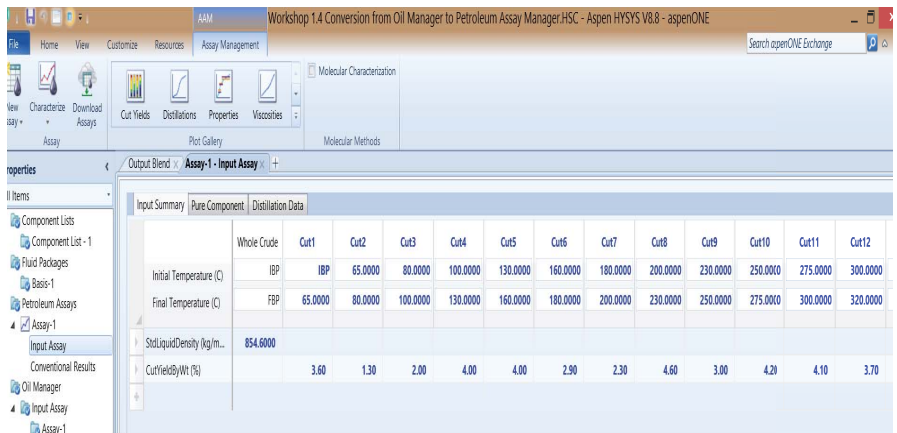 AAM
Workshop 1.4 Conversion from Oil Manager to Petroleum Assay Manager.HSC - Aspen HYSYS V8.8 - aspenONE
File Home View Customize Resources Assay Management Search aspenONE Exchange
Molecular Characterization
Characterize Download Assays
Cut Yields Distillations Properties Viscosities
Assay Plot Gallery Molecular Methods
roperties < Output Blend × Assay-1 - Input Assay × +
ll Items
Input Summary Pure Component Distillation Data
Component Lists
Component List - 1
Fluid Packages
Basis-1
Petroleum Assays
Assay-1
Input Assay
Conventional Results
Oil Manager
Input Assay
Assay-1
Whole Crude Cut1 Cut2 Cut3 Cut4 Cut5 Cut6 Cut7 Cut8 Cut9 Cut10 Cut11 Cut12
Initial Temperature (C) IBP IBP 65.0000 80.0000 100.0000 130.0000 160.0000 180.0000 200.0000 230.0000 250.0000 275.0000 300.0000
Final Temperature (C) FBP 65.0000 80.0000 100.0000 130.0000 160.0000 180.0000 200.0000 230.0000 250.0000 275.0000 300.0000 320.0000
StdLiquidDensity (kg/m... 854.6000
CutYieldByWt (%) 3.60 1.30 2.00 4.00 4.00 2.90 2.30 4.60 3.00 4.20 4.10 3.70